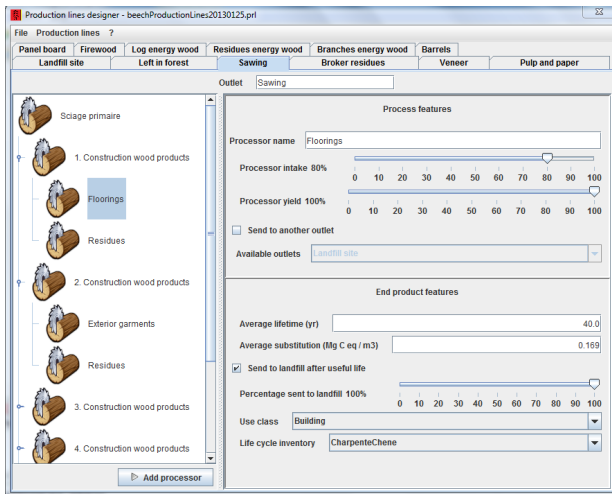 Production lines designer - beechProductionLines20130125.prl
File Production lines ?
Panel board Firewood Log energy wood Residues energy wood Branches energy wood Barrels
Landfill site Left in forest Sawing Broker residues Veneer Pulp and paper
Outlet Sawing
Sciage primaire
1. Construction wood products
Floorings
Residues
2. Construction wood products
Exterior garments
Residues
3. Construction wood products
4. Construction wood products
Add processor
Process features
Processor name Floorings
Processor intake 80%
0 10 20 30 40 50 60 70 80 90 100
Processor yield 100%
0 10 20 30 40 50 60 70 80 90 100
Send to another outlet
Available outlets Landfill site
End product features
Average lifetime (yr) 40.0
Average substitution (Mg C eq / m3) 0.169
Send to landfill after useful life
Percentage sent to landfill 100%
0 10 20 30 40 50 60 70 80 90 100
Use class Building
Life cycle inventory CharpenteChene